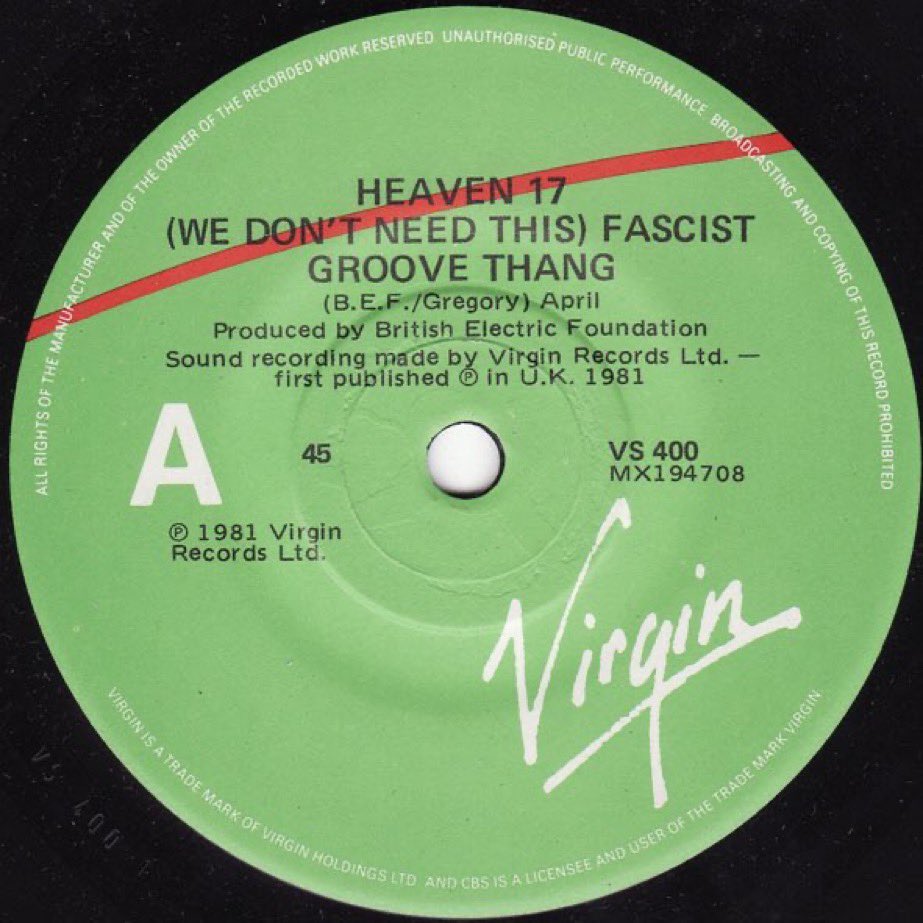 ALL RIGHTS OF THE MANUFACTURER AND OF THE OWNER OF THE RECORDED WORK RESERVED UNAUTHORISED PUBLIC PERFORMANCE. BROADCASTING AND COPYING OF THIS RECORD PROHIBITED
HEAVEN 17
(WE DON'T NEED THIS) FASCIST
GROOVE THANG
(B.E.F./Gregory) April
Produced by British Electric Foundation
Sound recording made by Virgin Records Ltd. —
first published ℗ in U.K. 1981
A
45
VS 400
MX194708
℗ 1981 Virgin
Records Ltd.
Virgin
VIRGIN IS A TRADE MARK OF VIRGIN HOLDINGS LTD AND CBS IS A LICENSEE AND USER OF THE TRADE MARK VIRGIN
VS 400